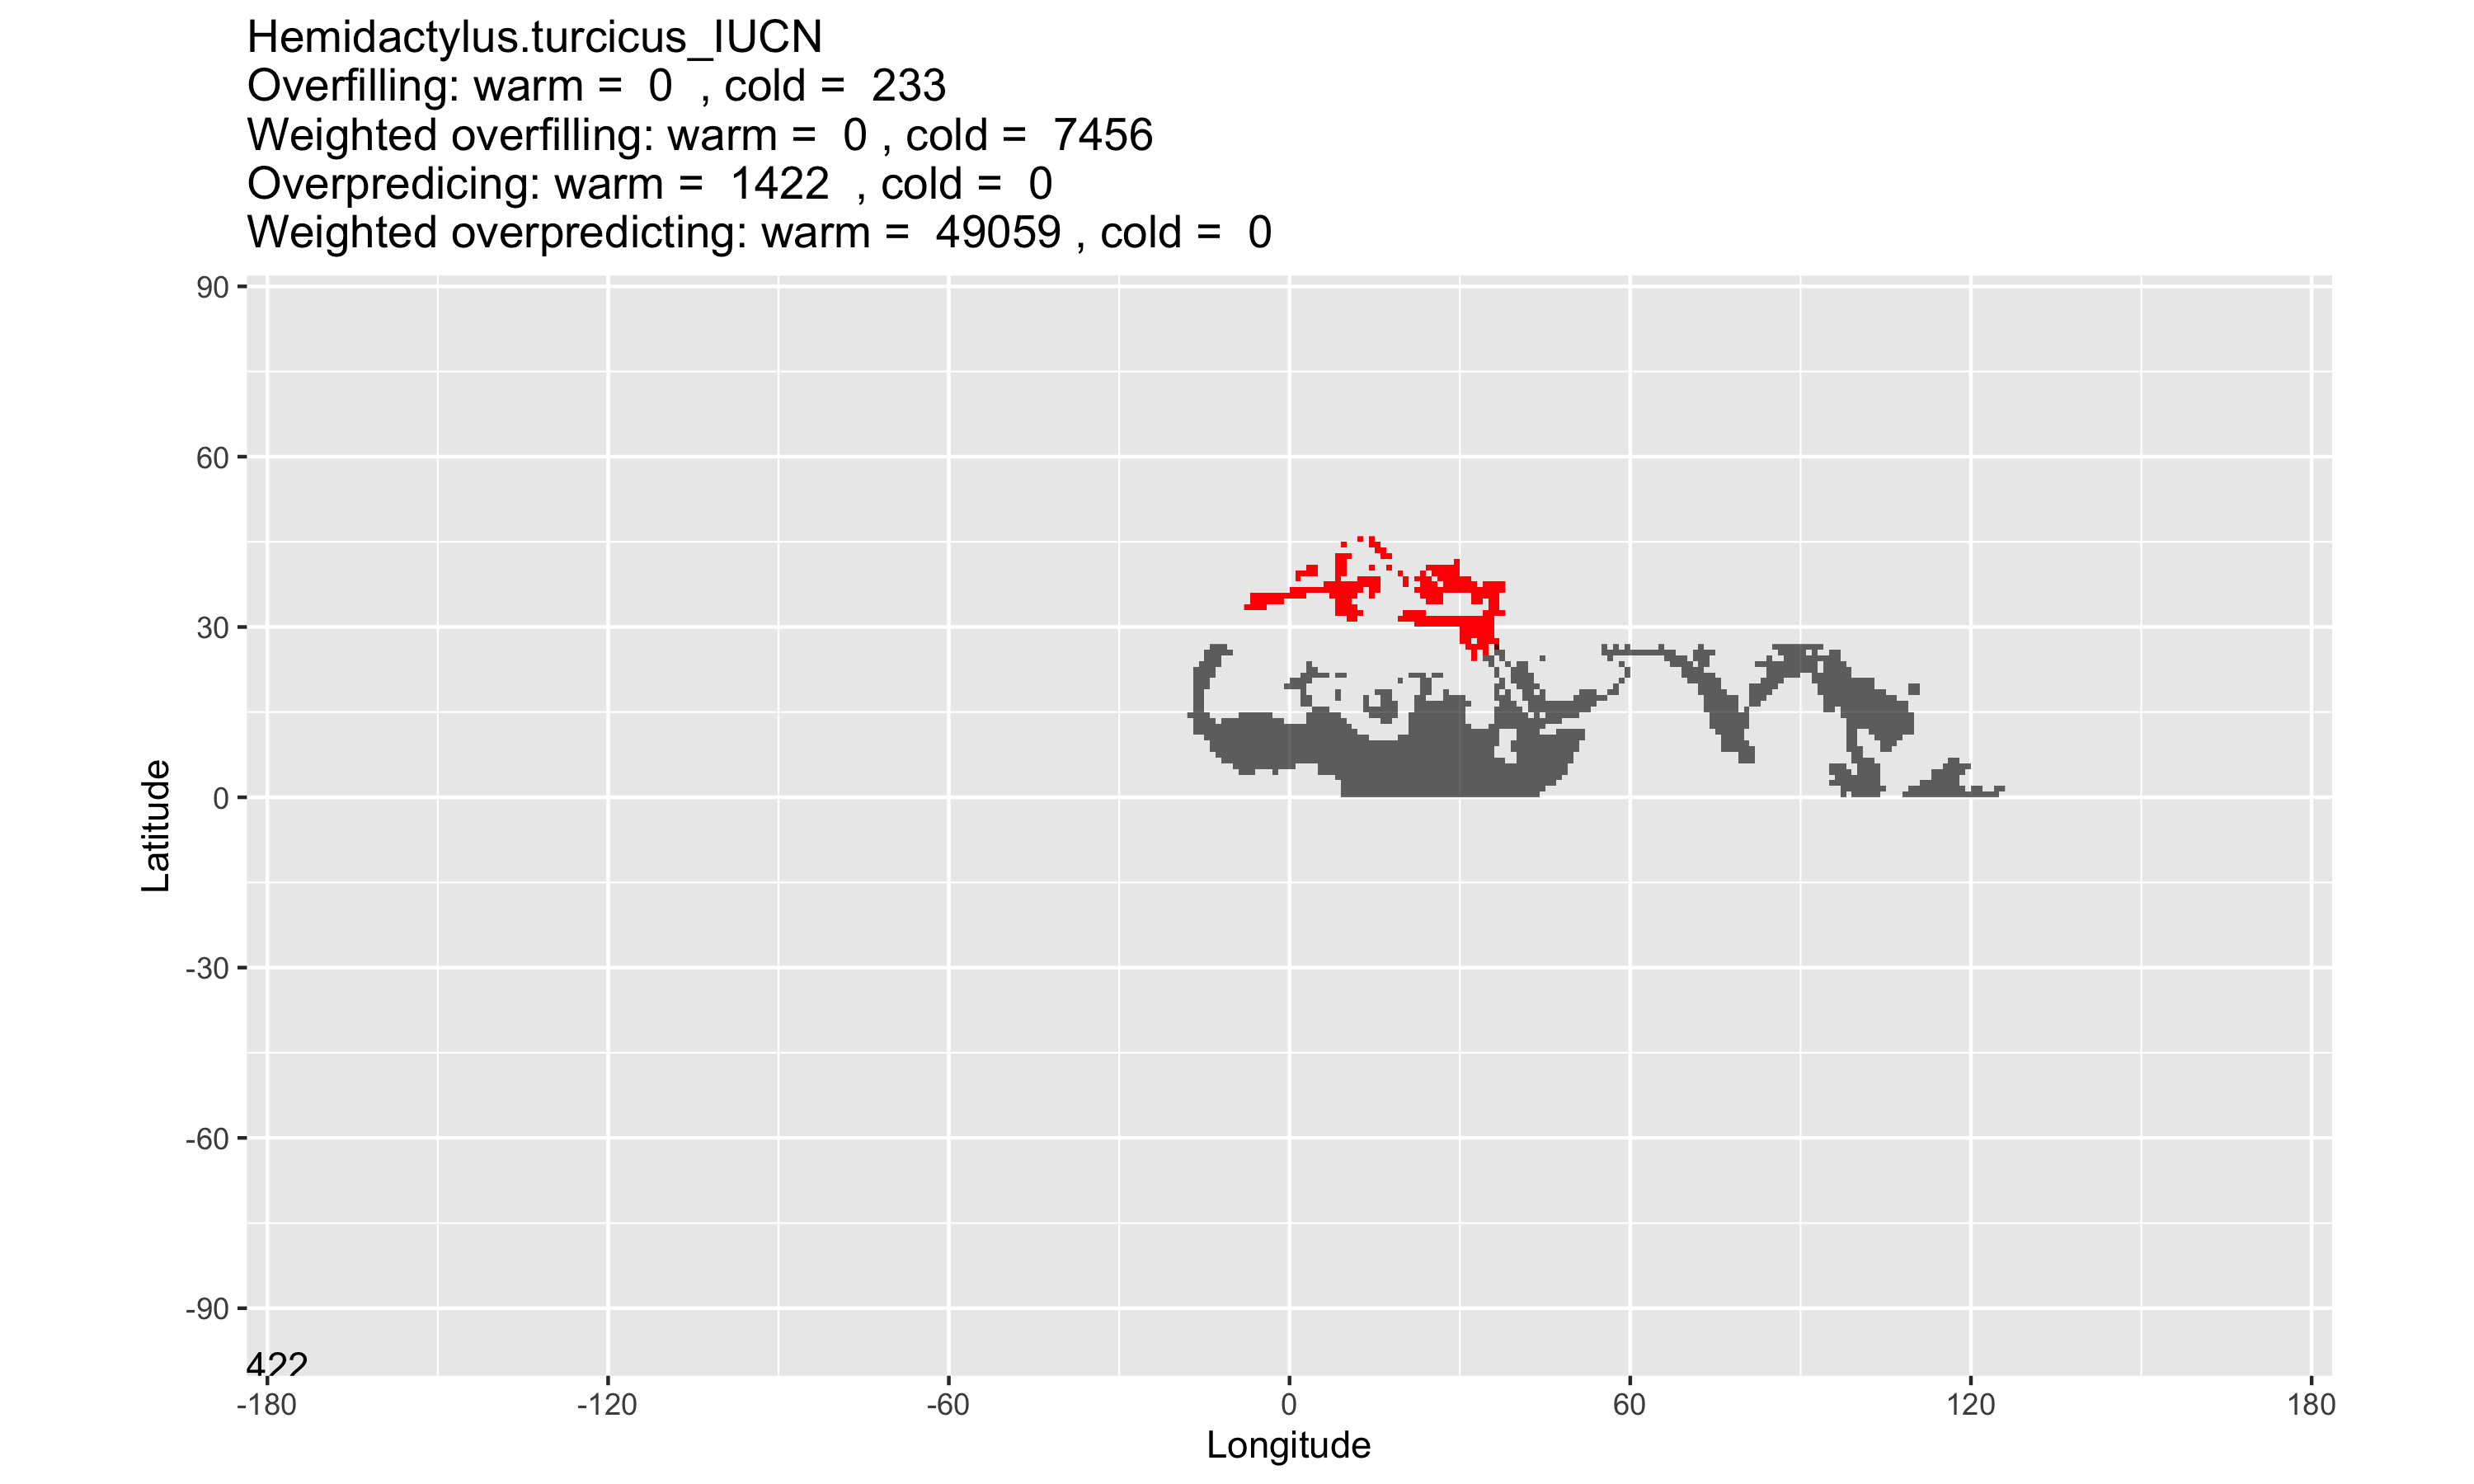 Hemidactylus.turcicus_IUCN
Overfilling: warm = 0 , cold = 233
Weighted overfilling: warm = 0 , cold = 7456
Overpredicing: warm = 1422 , cold = 0
Weighted overpredicting: warm = 49059 , cold = 0
90
60
30
0
-30
-60
-90
Latitude
422
-180
-120
-60
0
60
120
180
Longitude